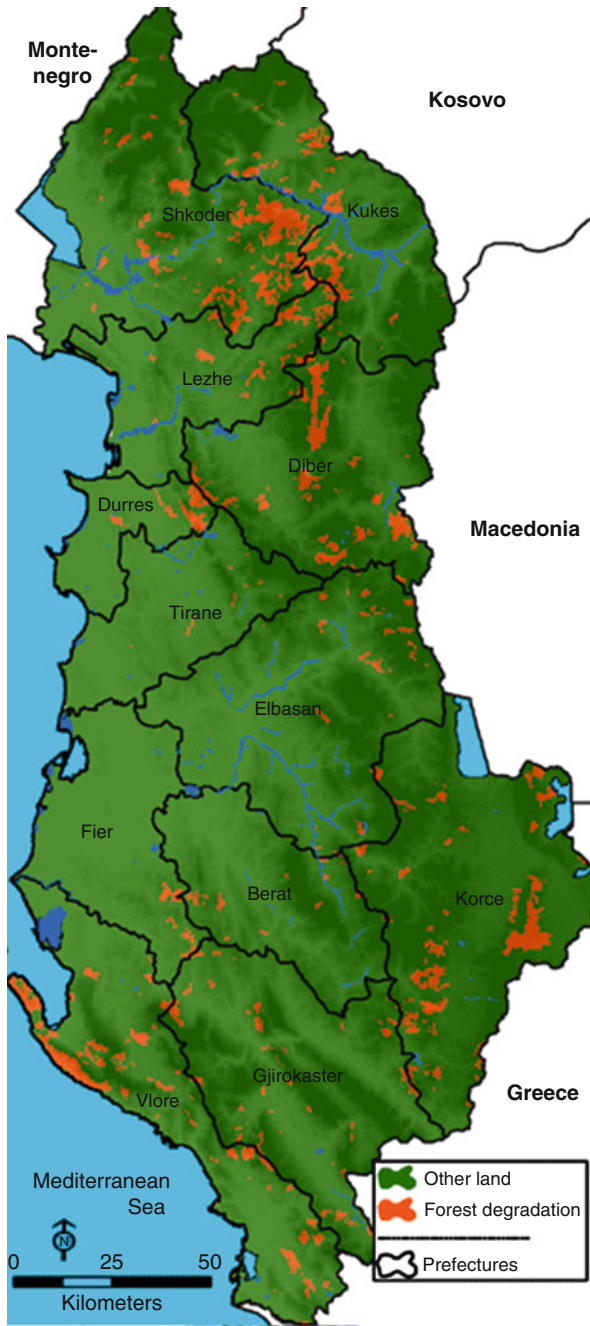 Monte-
negro
Kosovo
Shkoder
Kukes
Lezhe
Diber
Durres
Macedonia
Tirane
Elbasan
Fier
Berat
Korce
Gjirokaster
Vlore
Greece
Mediterranean
Sea
N
0 25 50
Kilometers
Other land
Forest degradation
Prefectures